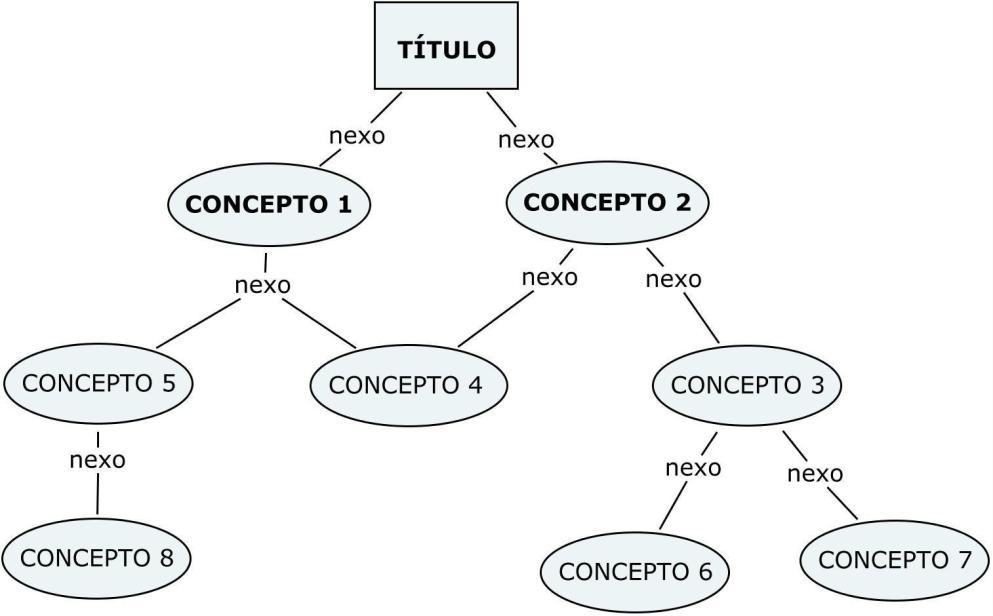 TÍTULO
nexo
nexo
CONCEPTO 1
CONCEPTO 2
nexo
nexo
nexo
CONCEPTO 5
CONCEPTO 4
CONCEPTO 3
nexo
nexo
nexo
CONCEPTO 8
CONCEPTO 6
CONCEPTO 7